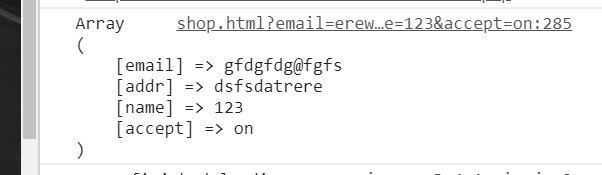 Array shop.html?email=erew…e=123&accept=on:285
(
[email] => gfdgfdg@fgfs
[addr] => dsfsdatrere
[name] => 123
[accept] => on
)